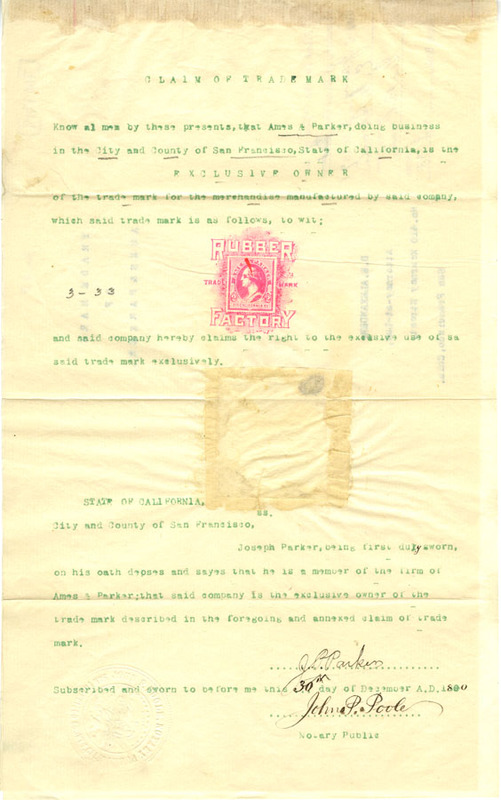 CLAIM OF TRADEMARK
Know al men by these presents, that Ames & Parker, doing business
in the City and County of San Francisco, State of California, is the
EXCLUSIVE OWNER
of the trade mark for the merchandise manufactured by said company,
which said trade mark is as follows, to wit;
RUBBER
TRADE MARK
FACTORY
3-33
and said company hereby claims the right to the exclusive use of sa
said trade mark exclusively.
STATE OF CALIFORNIA,
ss.
City and County of San Francisco,
Joseph Parker, being first duly sworn,
on his oath depses and sayes that he is a member of the firm of
Ames & Parker; that said company is the exclusive owner of the
trade mark described in the foregoing and annexed claim of trade
mark.
Parker
Subscribed and sworn to before me this 30th day of December A.D. 1890
John P. Poole
Notary Public